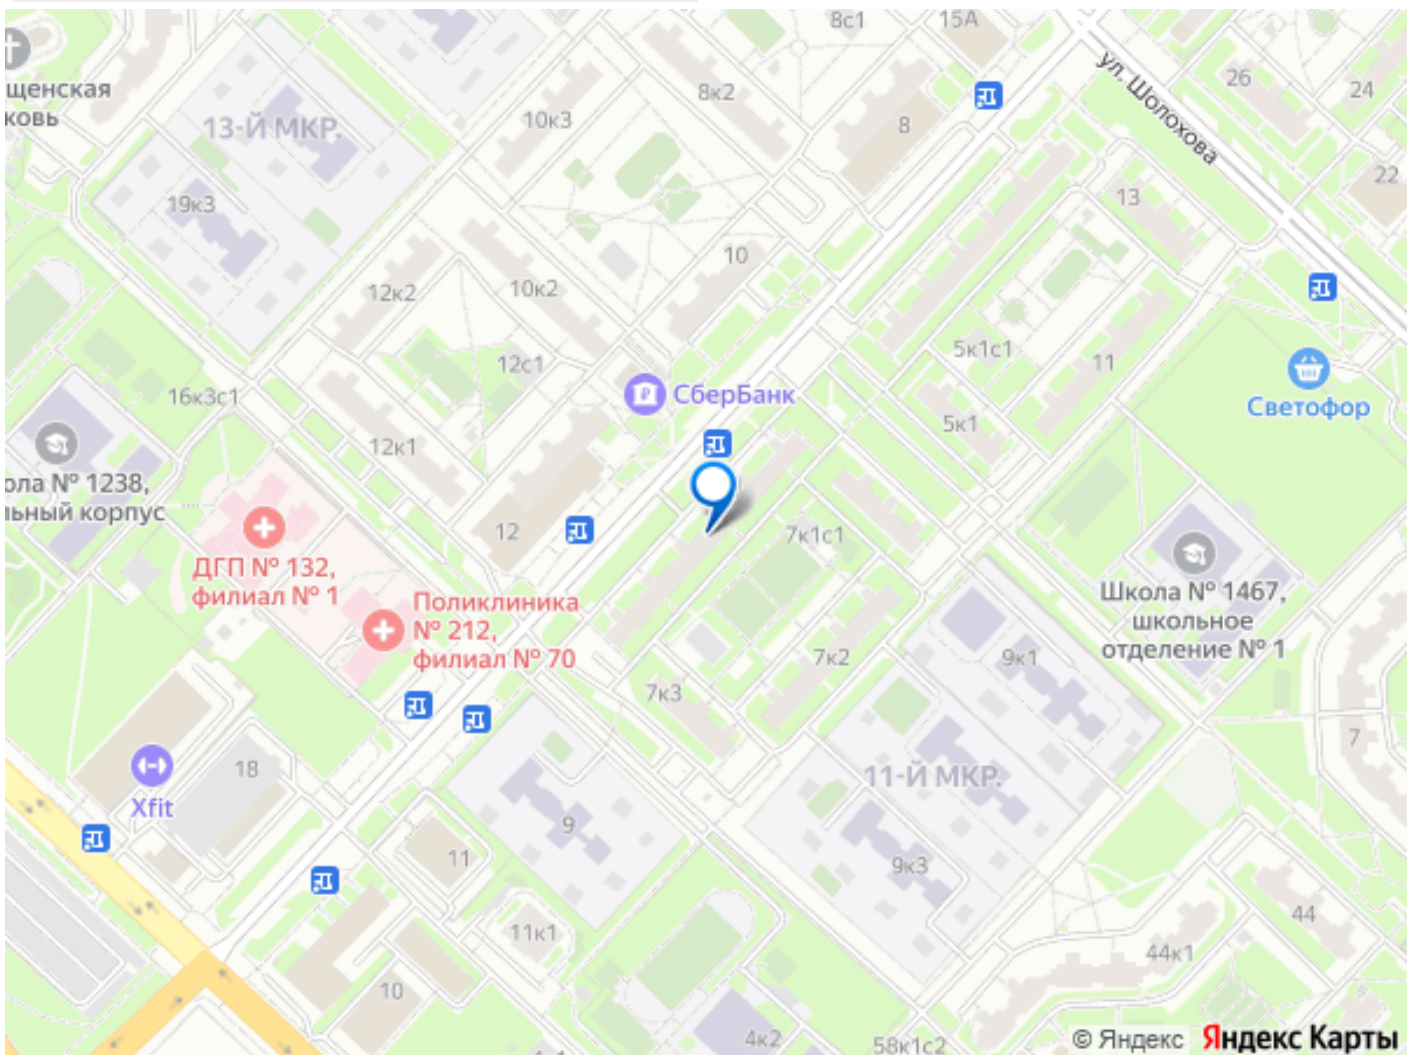 8с1
15А
щенская
ковь
26
24
8к2
10к3
8
13-Й МКР.
ул. Шолохова
22
13
19к3
10
12к2
10к2
5к1с1
12с1
11
16к3с1
СберБанк
Светофор
5к1
12к1
ола № 1238,
льный корпус
12
7к1с1
ДГП № 132,
филиал № 1
Поликлиника
№ 212,
филиал № 70
Школа № 1467,
школьное
отделение № 1
7к2
9к1
7к3
7
18
11-Й МКР.
Xfit
9
11
9к3
44
11к1
44к1
10
4к2
58к1с2
© Яндекс Яндекс Карты